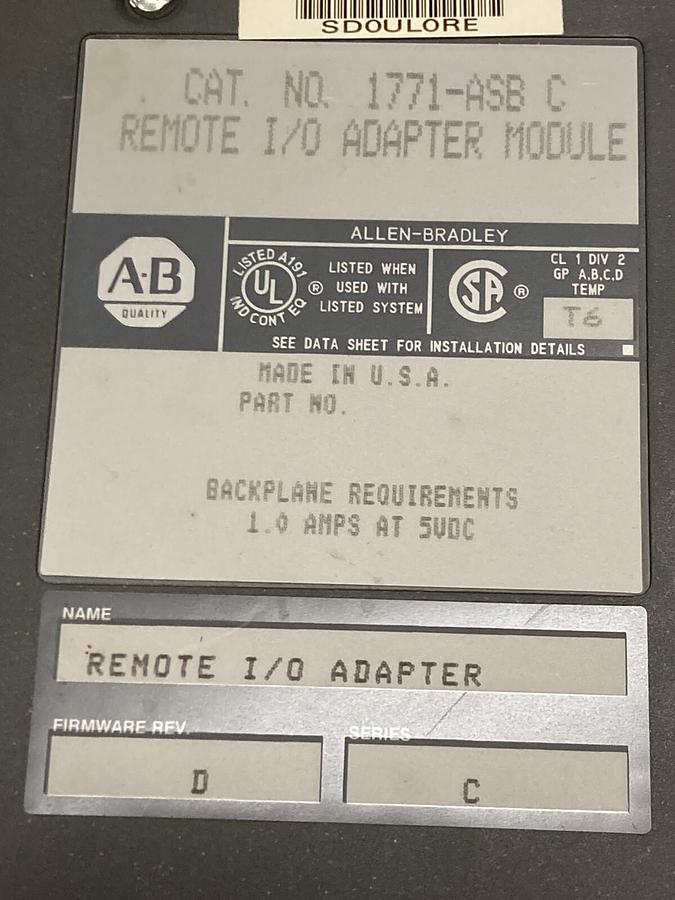 SDOULORE
CAT. NO. 1771-ASB C
REMOTE I/O ADAPTER MODULE
ALLEN-BRADLEY
A·B
QUALITY
LISTED A191
UL
IND CONT EQ
®
LISTED WHEN
USED WITH
LISTED SYSTEM
SA
®
CL 1 DIV 2
GP A,B,C,D
TEMP
T6
SEE DATA SHEET FOR INSTALLATION DETAILS
MADE IN U.S.A.
PART NO.
BACKPLANE REQUIREMENTS
1.0 AMPS AT 5VDC
NAME
REMOTE I/O ADAPTER
FIRMWARE REV
SERIES
D
C